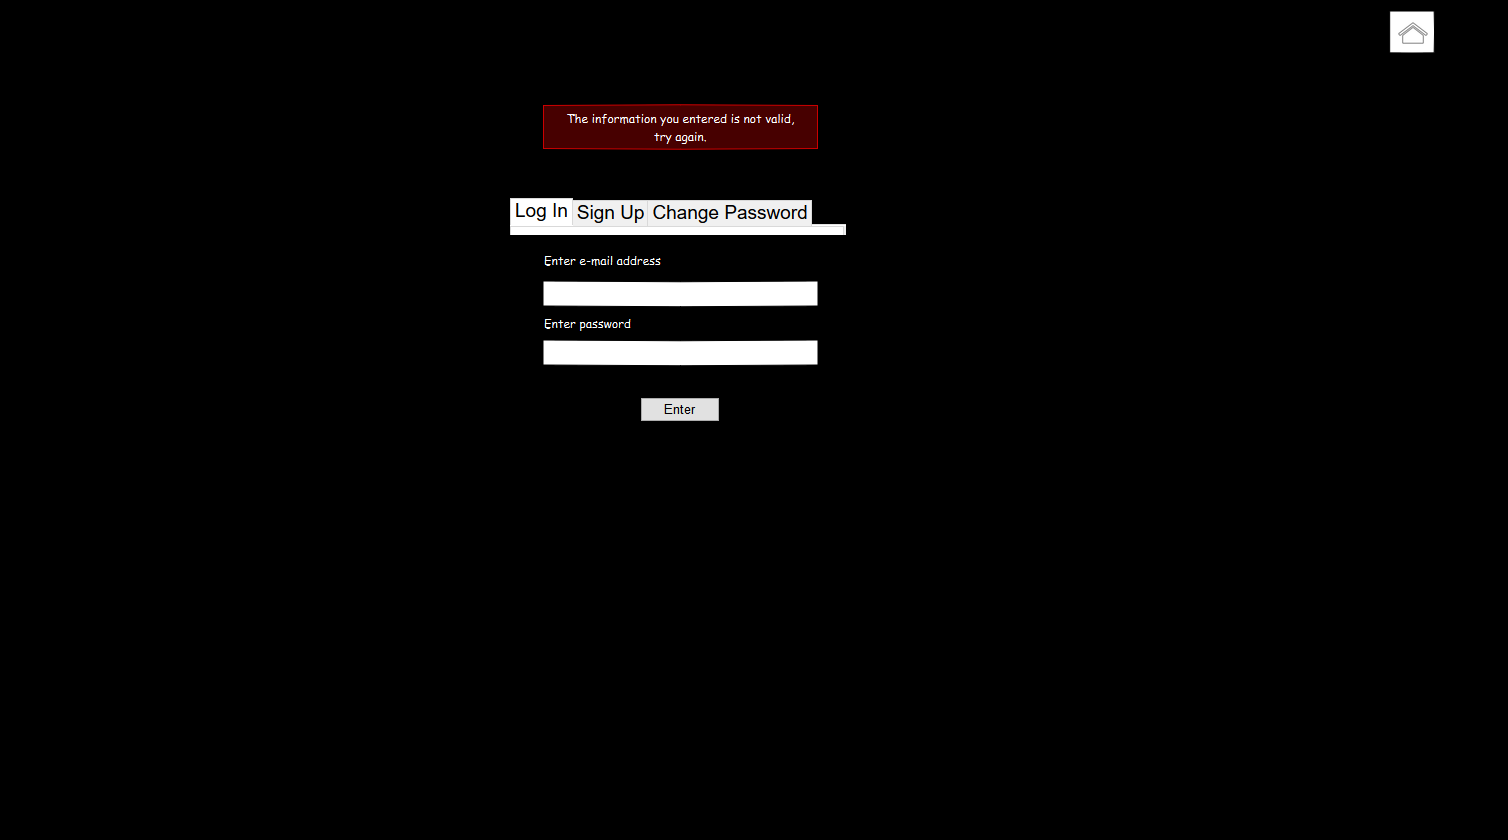 The information you entered is not valid,
try again.
Log In Sign Up Change Password
Enter e-mail address
Enter password
Enter